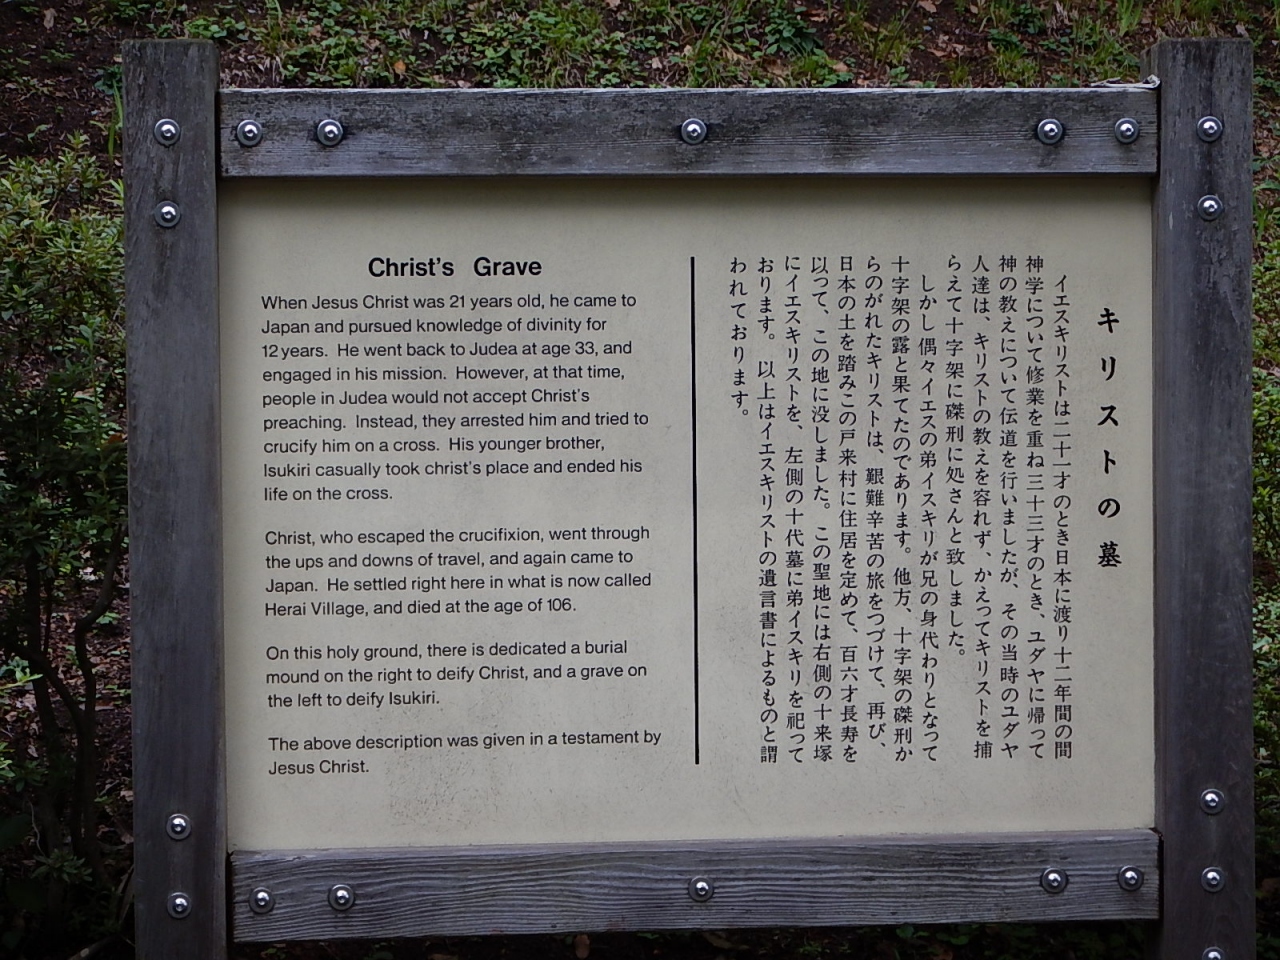 Christ's Grave
When Jesus Christ was 21 years old, he came to
Japan and pursued knowledge of divinity for
12 years. He went back to Judea at age 33, and
engaged in his mission. However, at that time,
people in Judea would not accept Christ's
preaching. Instead, they arrested him and tried to
crucify him on a cross. His younger brother,
Isukiri casually took christ's place and ended his
life on the cross.
Christ, who escaped the crucifixion, went through
the ups and downs of travel, and again came to
Japan. He settled right here in what is now called
Herai Village, and died at the age of 106.
On this holy ground, there is dedicated a burial
mound on the right to deify Christ, and a grave on
the left to deify Isukiri.
The above description was given in a testament by
Jesus Christ.
キリストの墓
イエスキリストは二十一才のとき日本に渡り十二年間の間
神学について修業を重ね三十三才のとき、ユダヤに帰って
神の教えについて伝道を行いましたが、その当時のユダヤ
人達は、キリストの教えを容れず、かえってキリストを捕
らえて十字架に磔刑に処さんと致しました。
しかし偶々イエスの弟イスキリが兄の身代わりとなって
十字架の露と果てたのであります。他方、十字架の磔刑か
らのがれたキリストは、艱難辛苦の旅をつづけて、再び、
日本の土を踏みこの戸来村に住居を定めて、百六才長寿を
以って、この地に没しました。この聖地には右側の十来塚
にイエスキリストを、左側の十代墓に弟イスキリを祀って
おります。以上はイエスキリストの遺言書によるものと謂
われております。